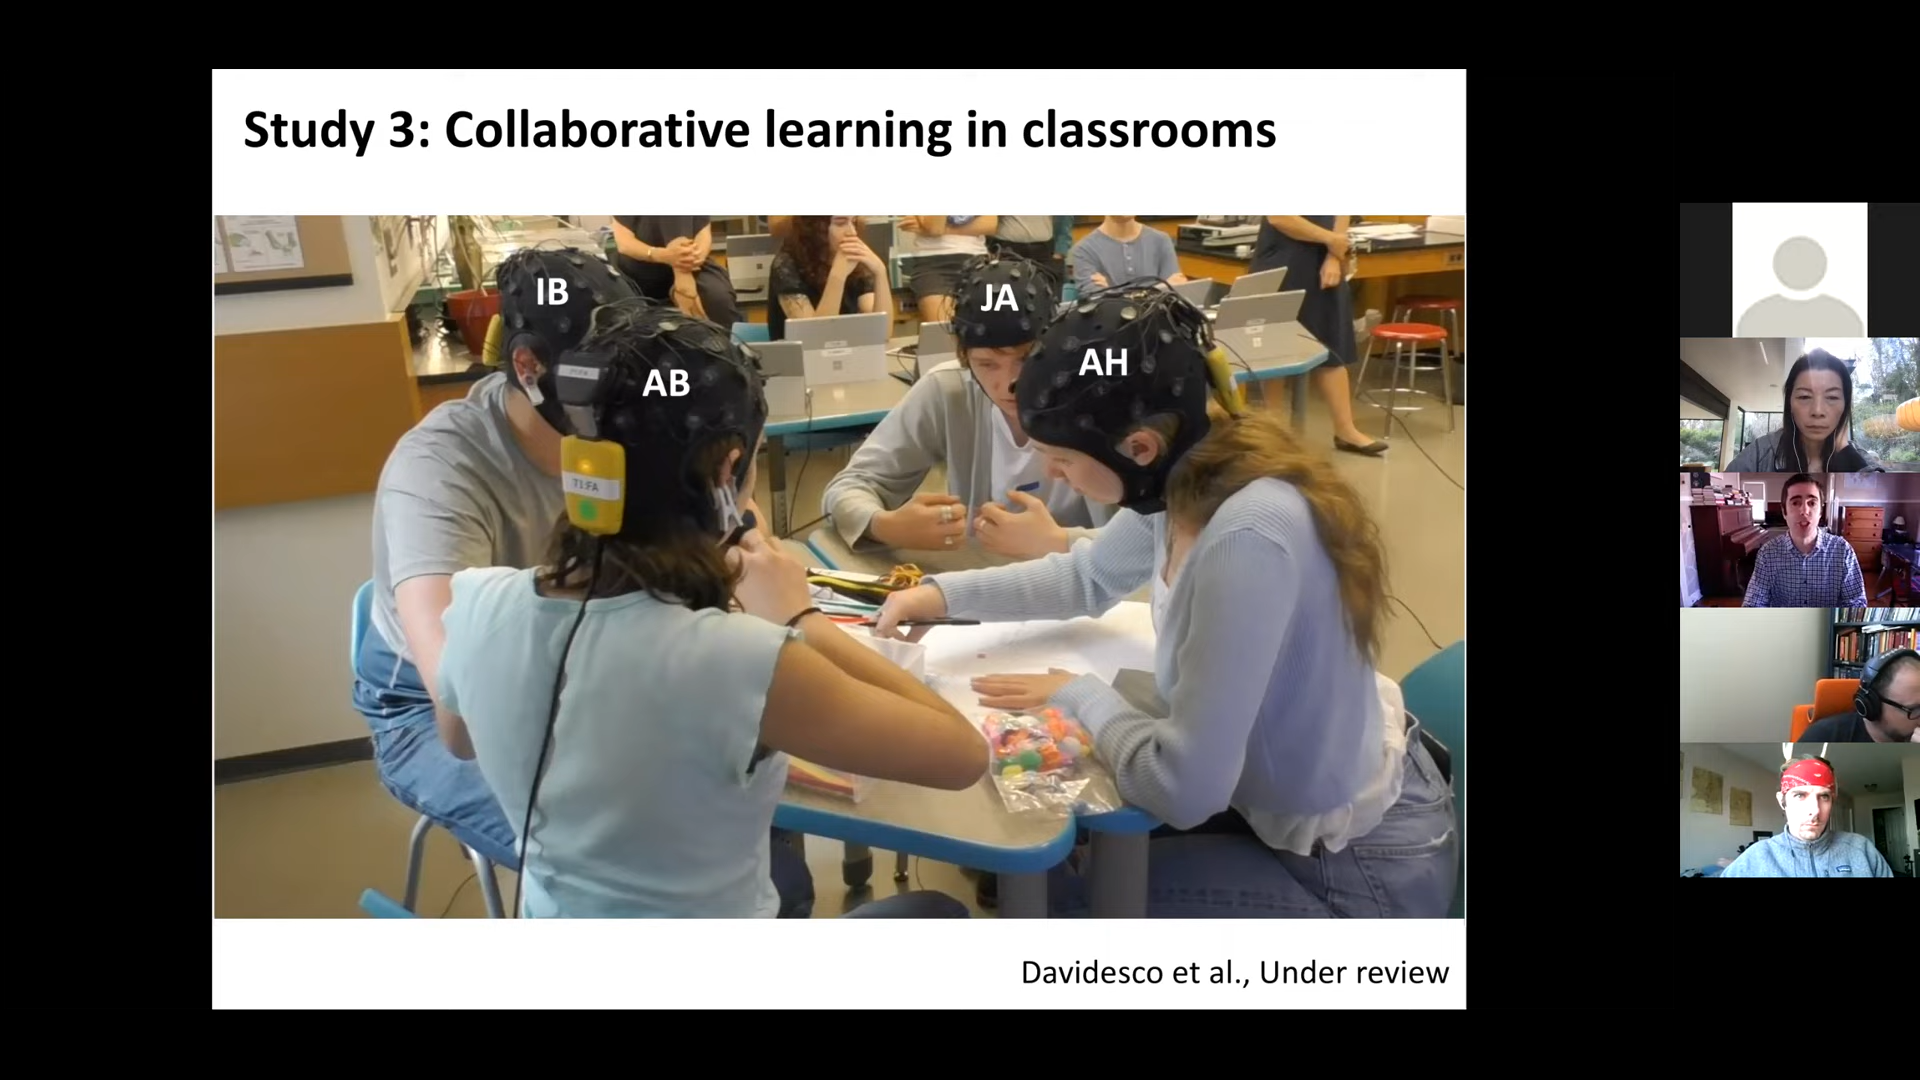 Study 3: Collaborative learning in classrooms
IB
JA
AH
AB
Davidesco et al., Under review